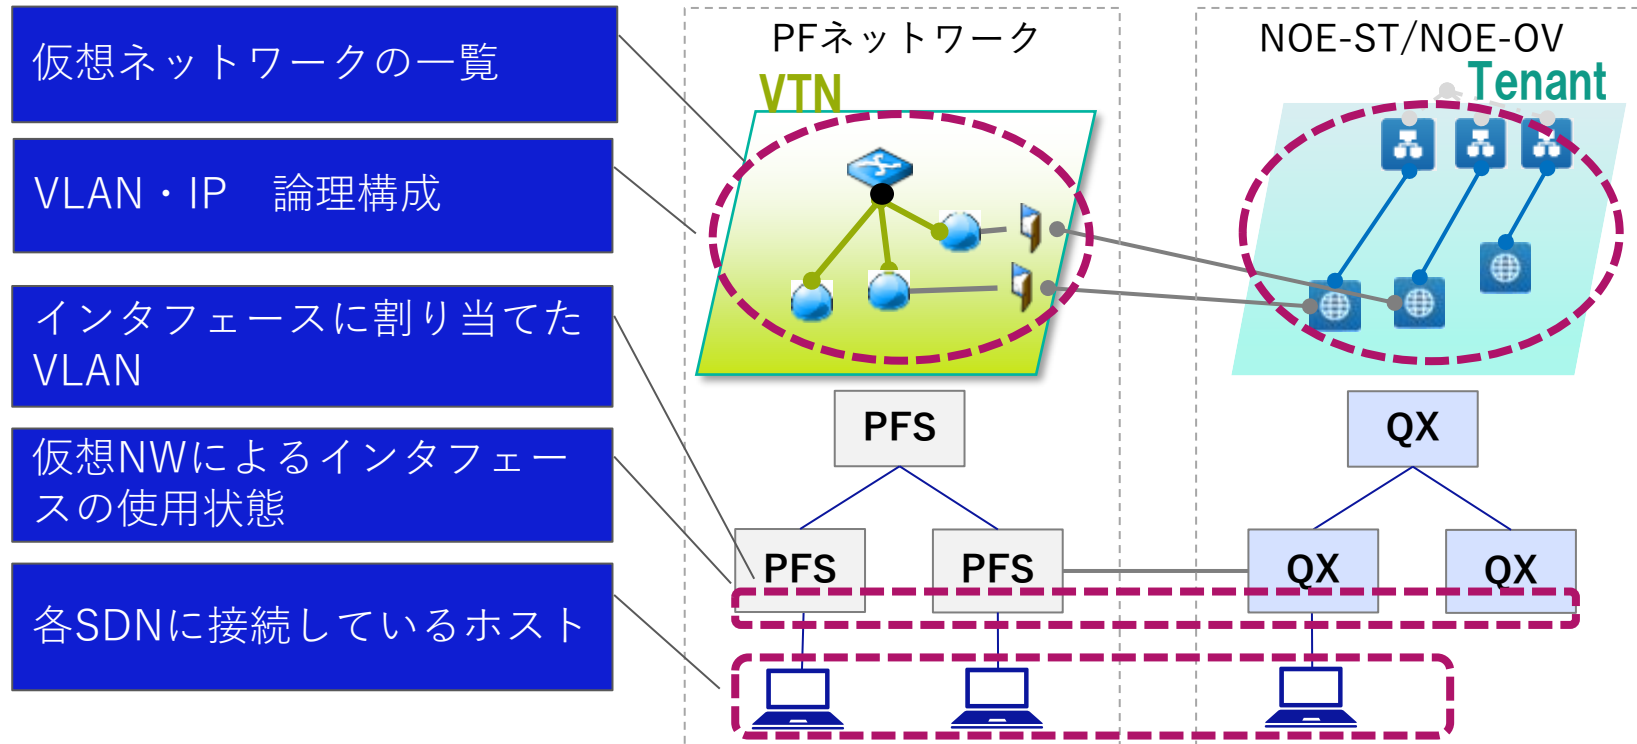 仮想ネットワークの一覧
VLAN・IP　論理構成
インタフェースに割り当てた
VLAN
仮想NWによるインタフェー
スの使用状態
各SDNに接続しているホスト
PFネットワーク
VTN
PFS
PFS
PFS
NOE-ST/NOE-OV
Tenant
QX
QX
QX